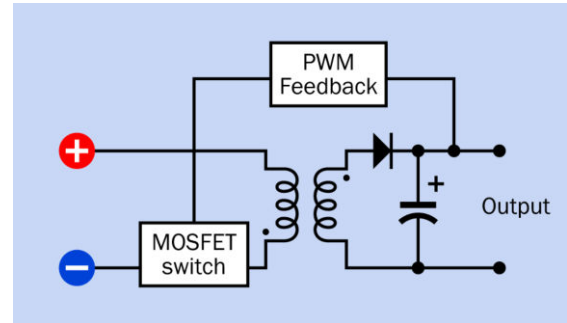 PWM
Feedback
+
−
+
Output
MOSFET
switch